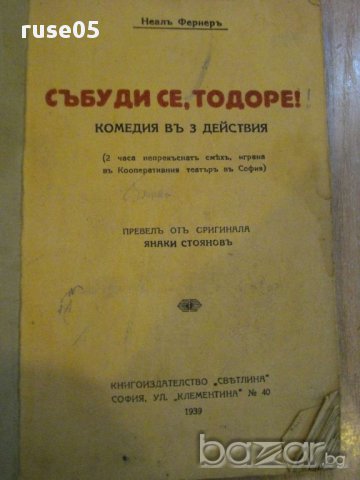 ruse05
Неалъ Фернеръ
СЪБУДИ СЕ, ТОДОРЕ!
КОМЕДИЯ ВЪ 3 ДЕЙСТВИЯ
(2 часа непрекѫснатъ смѣхъ, играна
въ Кооперативния театъръ въ София)
ПРЕВЕЛЪ ОТЪ ОРИГИНАЛА
ЯНАКИ СТОЯНОВЪ
КНИГОИЗДАТЕЛСТВО „СВѢТЛИНА"
СОФИЯ, УЛ. „КЛЕМЕНТИНА" № 40
1939
bazar.bg